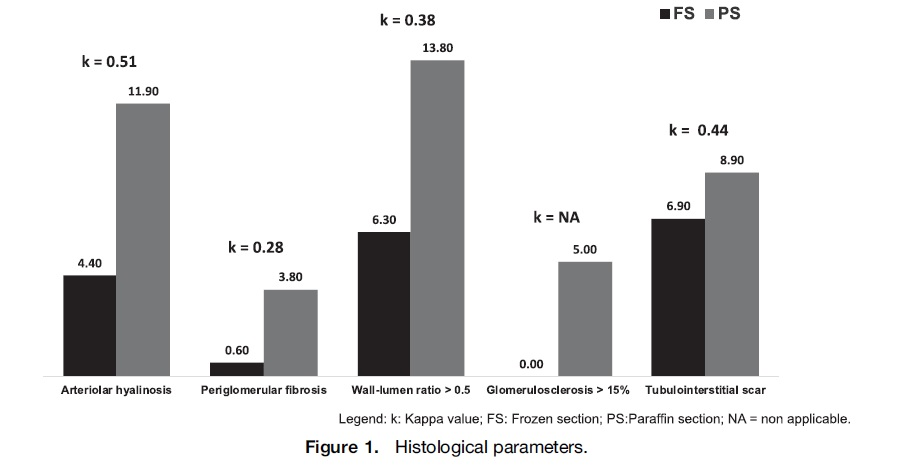 FS PS
k = 0.38
13.80
k = 0.51
11.90
k = 0.44
8.90
6.90
k = NA
6.30
k = 0.28
5.00
4.40
3.80
0.60
0.00
Arteriolar hyalinosis Periglomerular fibrosis Wall-lumen ratio > 0.5 Glomerulosclerosis > 15% Tubulointerstitial scar
Legend: k: Kappa value; FS: Frozen section; PS:Paraffin section; NA = non applicable.
Figure 1. Histological parameters.